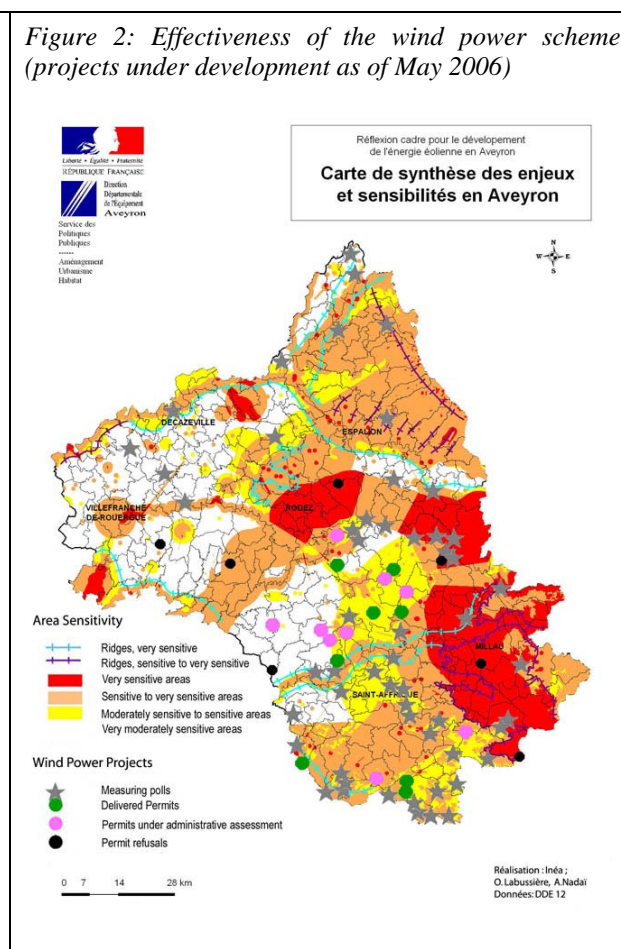 Figure 2: Effectiveness of the wind power scheme
(projects under development as of May 2006)
Liberté • Égalité • Fraternité
RÉPUBLIQUE FRANÇAISE
Direction
Départementale
de l'Équipement
Aveyron
Service des
Politiques
Publiques
------
Aménagement
Urbanisme
Habitat
Réflexion cadre pour le dévelopement
de l'énergie éolienne en Aveyron
Carte de synthèse des enjeux
et sensibilités en Aveyron
N
W E
S
DECAZEVILLE
ESPALION
VILLEFRANCHE
DE-ROUERGUE
RODEZ
MILLAU
SAINT-AFFRIQUE
Area Sensitivity
Ridges, very sensitive
Ridges, sensitive to very sensitive
Very sensitive areas
Sensitive to very sensitive areas
Moderately sensitive to sensitive areas
Very moderately sensitive areas
Wind Power Projects
Measuring polls
Delivered Permits
Permits under administrative assessment
Permit refusals
0 7 14 28 km
Réalisation : Inéa ;
O.Labussière, A.Nadaï
Données: DDE 12